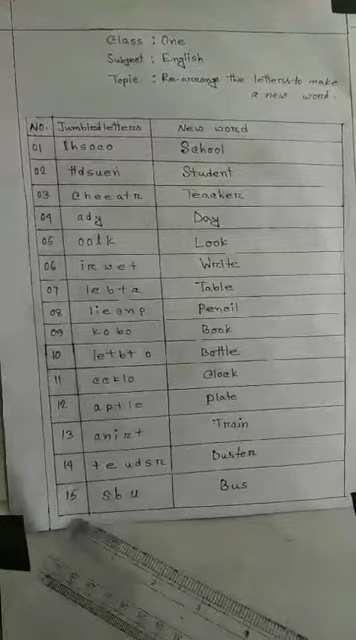 Class : One
Subject : English
Topic : Re-arrange the letters to make
a new word.
No. Jumbled letters New word
01 lhsooo School
02 ttdsuen Student
03 cheeatr Teacher
04 ady Day
05 oolk Look
06 irwet Write
07 lebta Table
08 liecnp Pencil
09 kobo Book
10 letbto Bottle
11 ccklo Clock
12 aptle Plate
13 anirt Train
14 teudsr Duster
15 sbu Bus